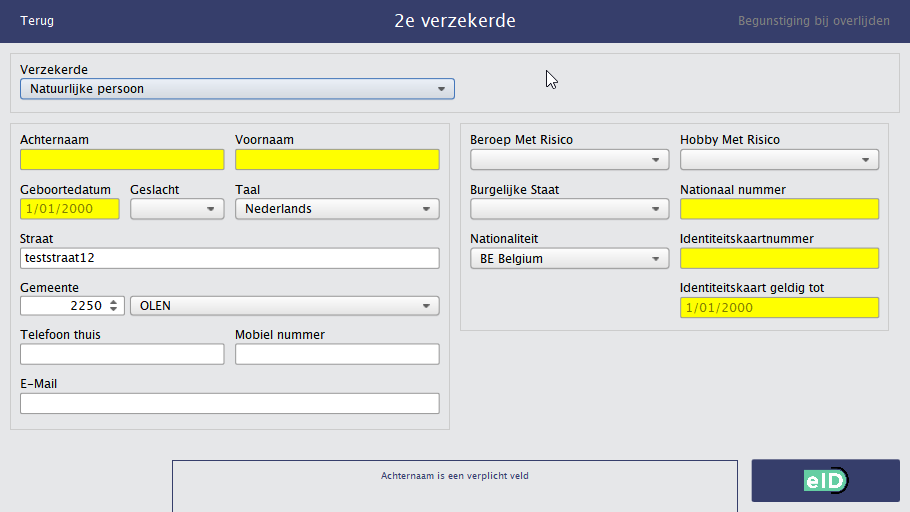 Terug
2e verzekerde
Begunstiging bij overlijden
Verzekerde
Natuurlijke persoon
Achternaam
Voornaam
Geboortedatum
Geslacht
Taal
1/01/2000
Nederlands
Straat
teststraat12
Gemeente
2250
OLEN
Telefoon thuis
Mobiel nummer
E-Mail
Beroep Met Risico
Hobby Met Risico
Burgelijke Staat
Nationaal nummer
Nationaliteit
Identiteitskaartnummer
BE Belgium
Identiteitskaart geldig tot
1/01/2000
Achternaam is een verplicht veld
eID